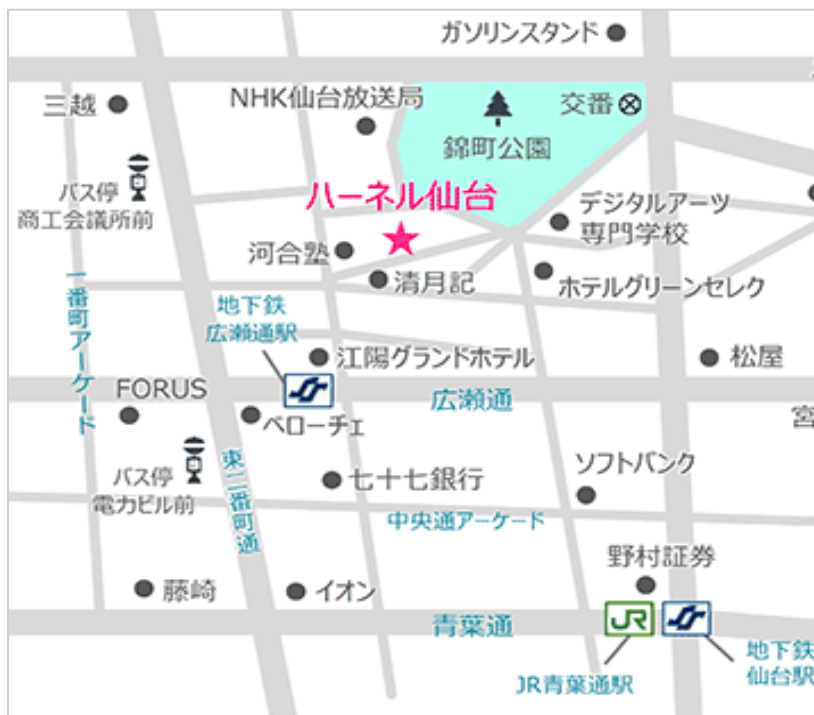 ガソリンスタンド
三越
NHK仙台放送局
交番
錦町公園
バス停
商工会議所前
ハーネル仙台
デジタルアーツ
専門学校
河合塾
清月記
ホテルグリーンセレク
一番町アーケード
地下鉄
広瀬通駅
江陽グランドホテル
松屋
FORUS
広瀬通
ベローチェ
宮
バス停
電力ビル前
東二番町通
七十七銀行
ソフトバンク
中央通アーケード
野村証券
藤崎
イオン
青葉通
JR
地下鉄
仙台駅
JR青葉通駅